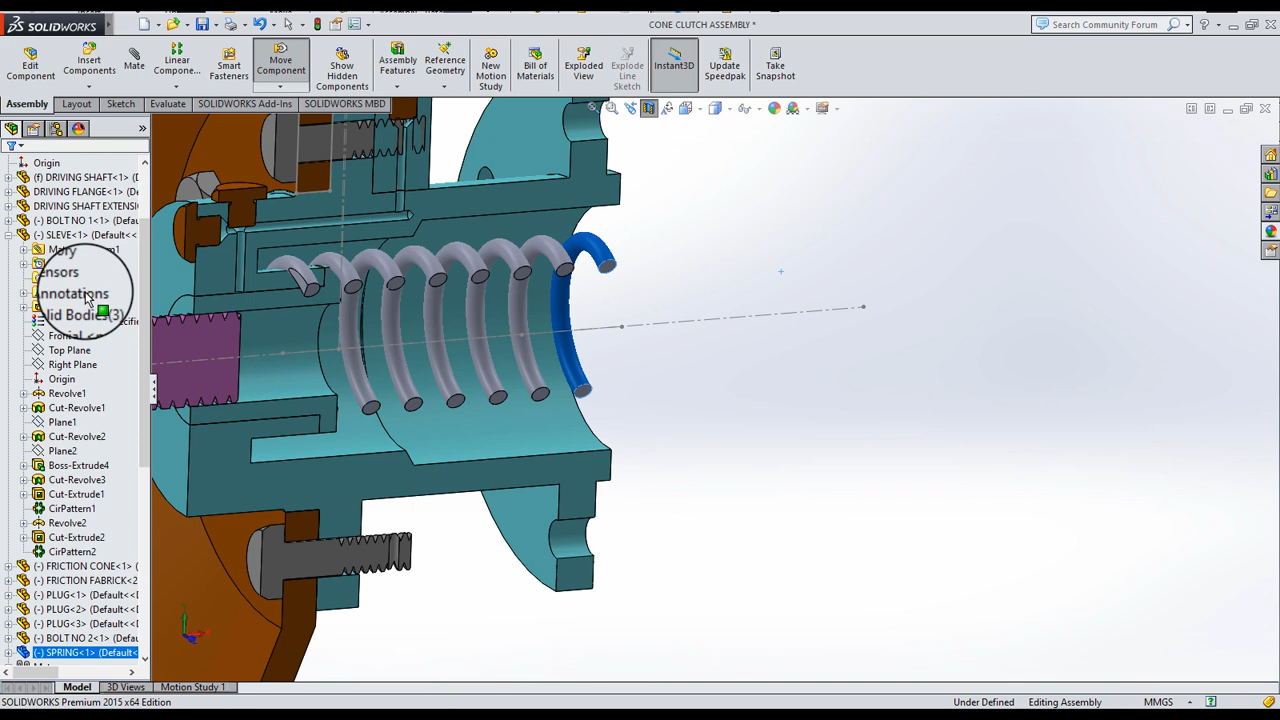 SOLIDWORKS
CONE CLUTCH ASSEMBLY *
Search Community Forum
Edit Component
Insert Components
Mate
Linear Compone...
Smart Fasteners
Move Component
Show Hidden Components
Assembly Features
Reference Geometry
New Motion Study
Bill of Materials
Exploded View
Explode Line Sketch
Instant3D
Update Speedpak
Take Snapshot
Assembly
Layout
Sketch
Evaluate
SOLIDWORKS Add-Ins
SOLIDWORKS MBD
Origin
(f) DRIVING SHAFT<1> (D
DRIVING FLANGE<1> (D
DRIVING SHAFT EXTENSI
(-) BOLT NO 1<1> (Defau
(-) SLEVE<1> (Default<<
Annotations
Top Plane
Right Plane
Origin
Revolve1
Cut-Revolve1
Plane1
Cut-Revolve2
Plane2
Boss-Extrude4
Cut-Revolve3
Cut-Extrude1
CirPattern1
Revolve2
Cut-Extrude2
CirPattern2
(-) FRICTION CONE<1> (
(-) FRICTION FABRICK<2
(-) PLUG<1> (Default<<D
(-) PLUG<2> (Default<<D
(-) PLUG<3> (Default<<D
(-) BOLT NO 2<1> (Defau
(-) SPRING<1> (Default<
Model
3D Views
Motion Study 1
SOLIDWORKS Premium 2015 x64 Edition
Under Defined
Editing Assembly
MMGS